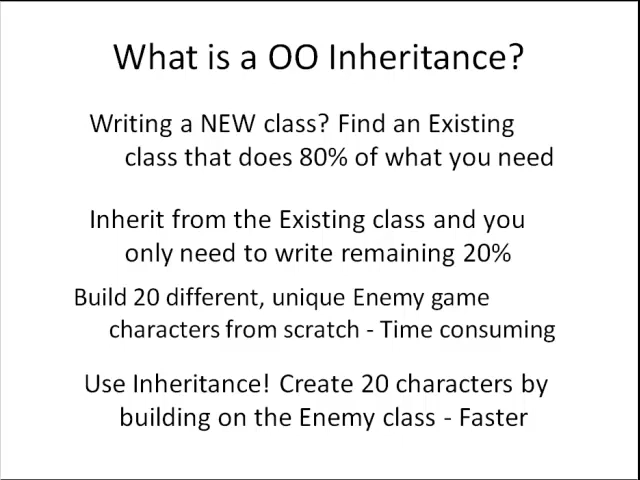 What is a OO Inheritance?
Writing a NEW class? Find an Existing
class that does 80% of what you need
Inherit from the Existing class and you
only need to write remaining 20%
Build 20 different, unique Enemy game
characters from scratch - Time consuming
Use Inheritance! Create 20 characters by
building on the Enemy class - Faster